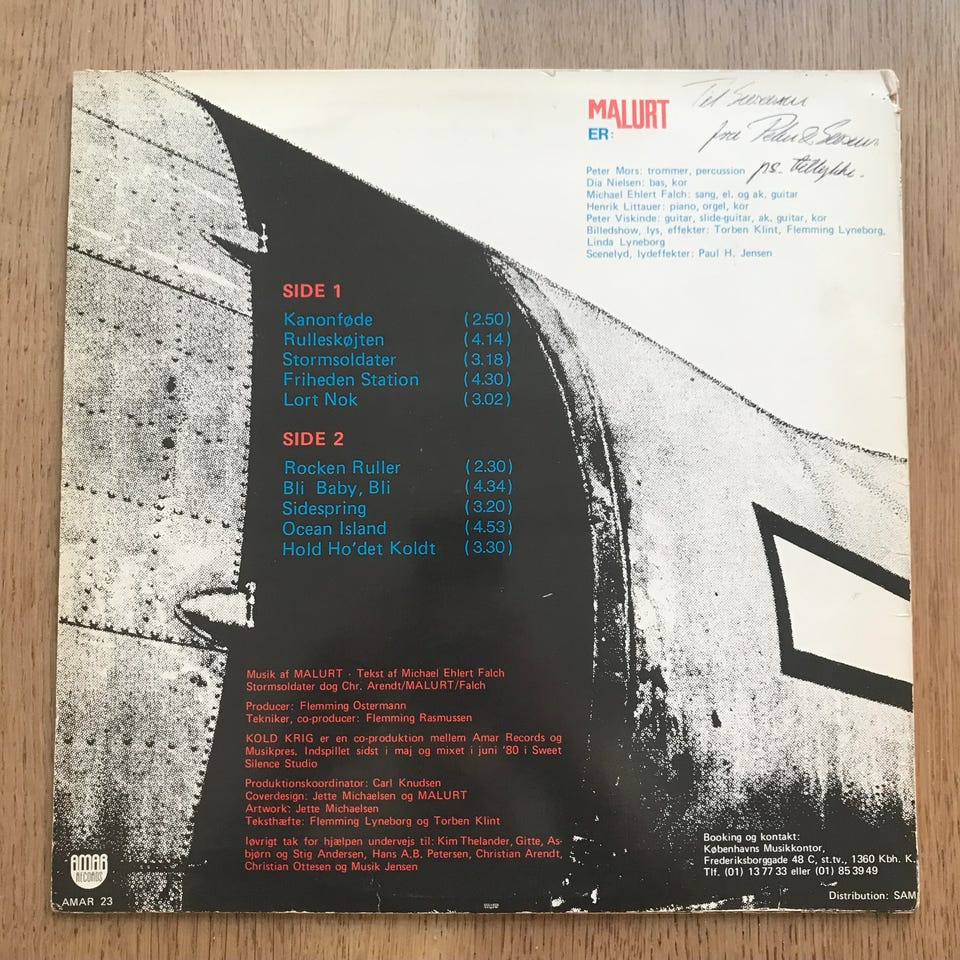 MALURT
ER:
Til
fra Peter &
p.s. tillykke.
Peter Mors: trommer, percussion
Dia Nielsen: bas, kor
Michael Ehlert Falch: sang, el. og ak. guitar
Henrik Littauer: piano, orgel, kor
Peter Viskinde: guitar, slide-guitar, ak. guitar, kor
Billedshow, lys, effekter: Torben Klint, Flemming Lyneborg,
Linda Lyneborg
Scenelyd, lydeffekter: Paul H. Jensen
SIDE 1
Kanonføde (2.50)
Rulleskøjten (4.14)
Stormsoldater (3.18)
Friheden Station (4.30)
Lort Nok (3.02)
SIDE 2
Rocken Ruller (2.30)
Bli Baby, Bli (4.34)
Sidespring (3.20)
Ocean Island (4.53)
Hold Ho'det Koldt (3.30)
Musik af MALURT · Tekst af Michael Ehlert Falch
Stormsoldater dog Chr. Arendt/MALURT/Falch
Producer: Flemming Ostermann
Tekniker, co-producer: Flemming Rasmussen
KOLD KRIG er en co-produktion mellem Amar Records og
Musikpres. Indspillet sidst i maj og mixet i juni '80 i Sweet
Silence Studio
Produktionskoordinator: Carl Knudsen
Coverdesign: Jette Michaelsen og MALURT
Artwork: Jette Michaelsen
Teksthæfte: Flemming Lyneborg og Torben Klint
Iøvrigt tak for hjælpen undervejs til: Kim Thelander, Gitte, As-
bjørn og Stig Andersen, Hans A.B. Petersen, Christian Arendt,
Christian Ottesen og Musik Jensen
Booking og kontakt:
Københavns Musikkontor,
Frederiksborggade 48 C, st.tv., 1360 Kbh. K.
Tlf. (01) 13 77 33 eller (01) 85 39 49
AMAR
RECORDS
AMAR 23
Distribution: SAM